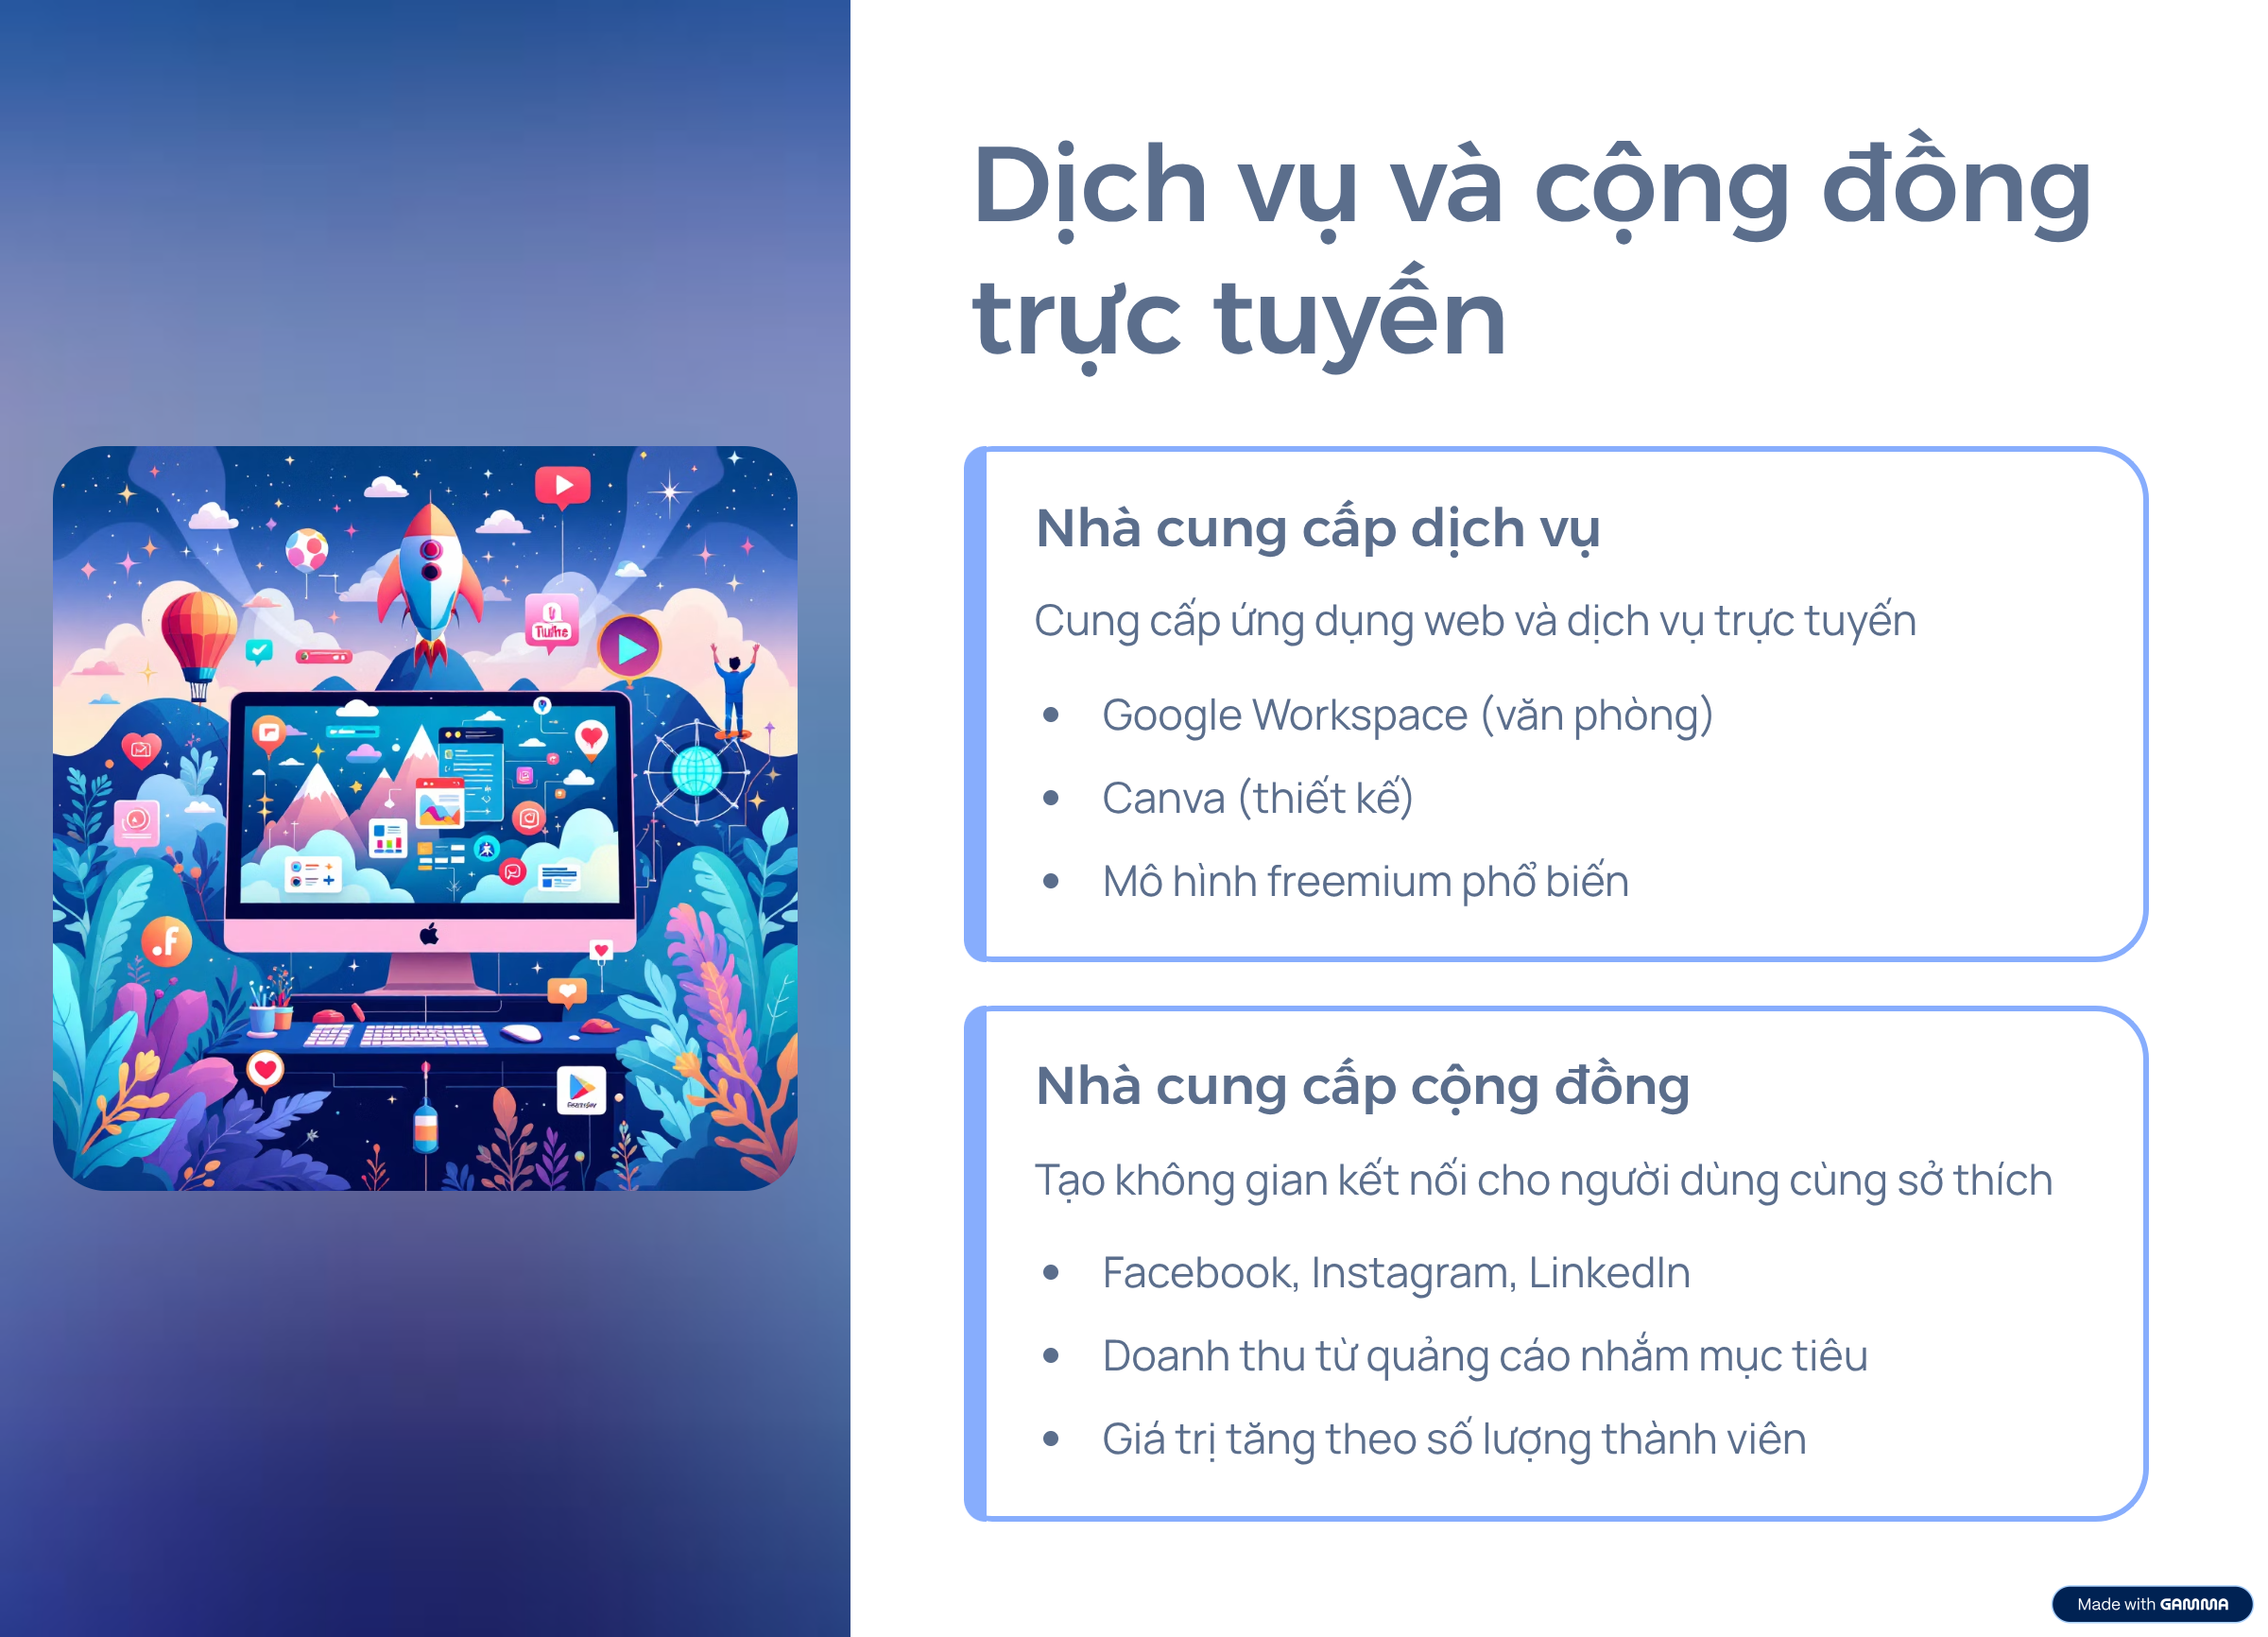 Dịch vụ và cộng đồng
trực tuyến
Nhà cung cấp dịch vụ
Cung cấp ứng dụng web và dịch vụ trực tuyến
• Google Workspace (văn phòng)
• Canva (thiết kế)
• Mô hình freemium phổ biến
Nhà cung cấp cộng đồng
Tạo không gian kết nối cho người dùng cùng sở thích
• Facebook, Instagram, LinkedIn
• Doanh thu từ quảng cáo nhắm mục tiêu
• Giá trị tăng theo số lượng thành viên
Made with GAMMA